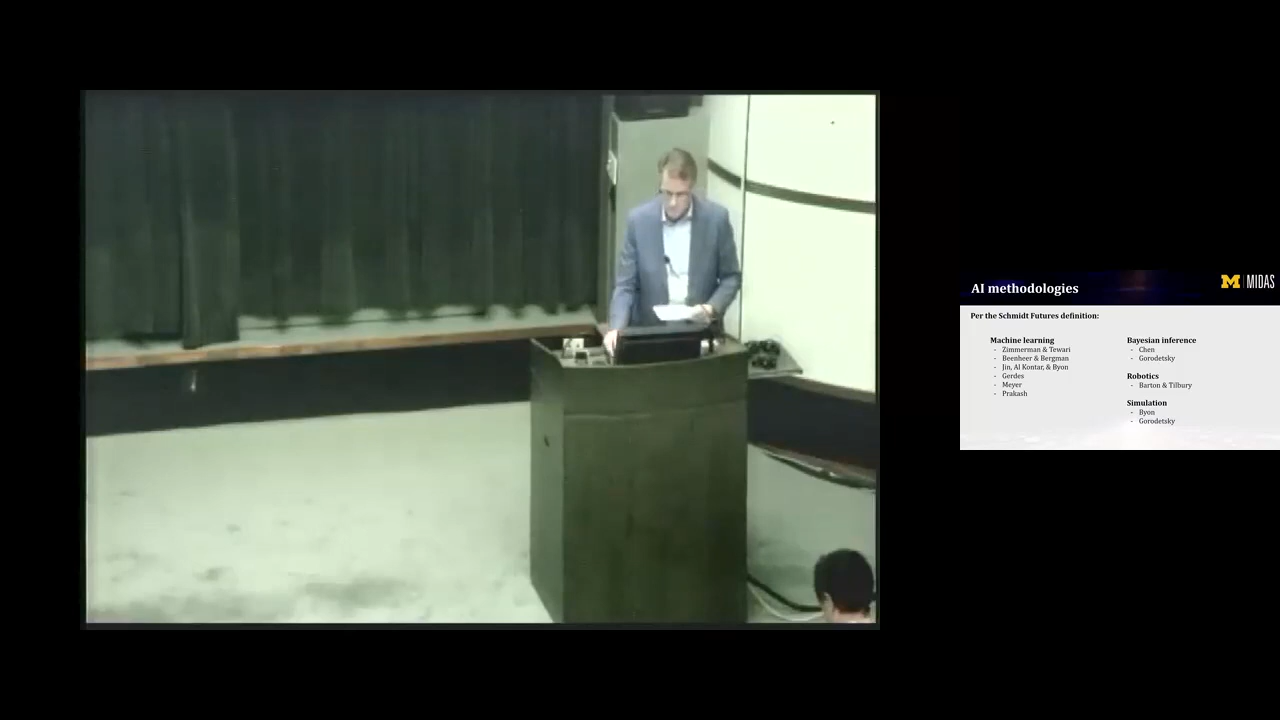 AI methodologies
M | MIDAS
Per the Schmidt Futures definition:
Machine learning
- Zimmerman & Tewari
- Beenheer & Bergman
- Jin, Al Kontar, & Byon
- Gerdes
- Meyer
- Prakash
Bayesian inference
- Chen
- Gorodetsky
Robotics
- Barton & Tilbury
Simulation
- Byon
- Gorodetsky